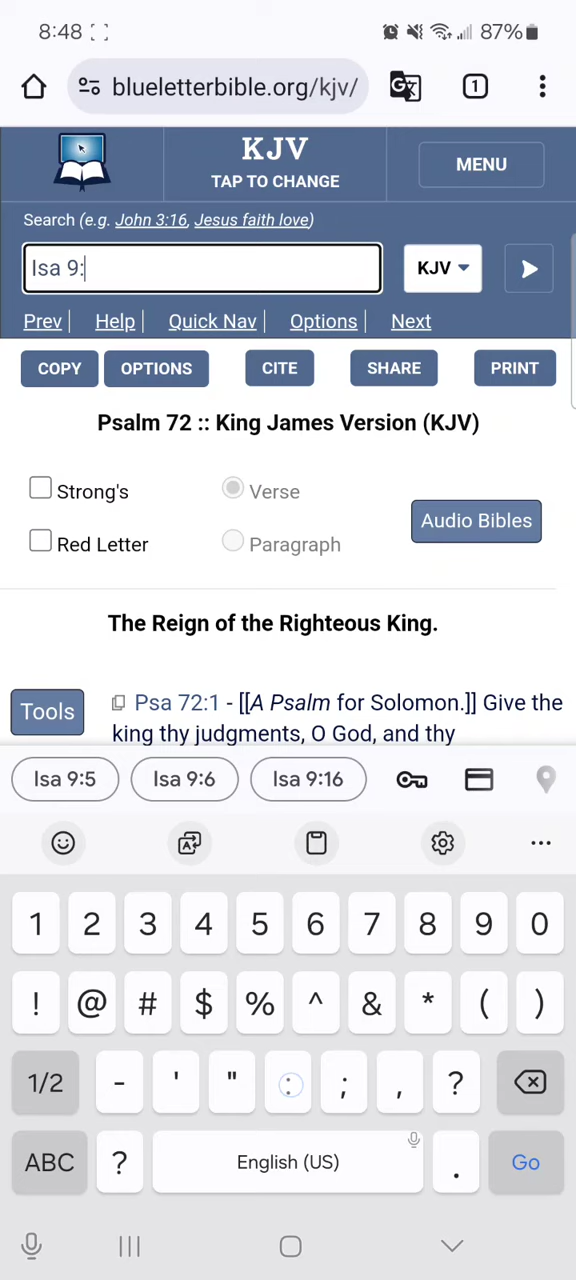 8:48
87%
blueletterbible.org/kjv/
1
KJV
TAP TO CHANGE
MENU
Search (e.g. John 3:16, Jesus faith love)
Isa 9:
KJV
Prev | Help | Quick Nav | Options | Next
COPY OPTIONS CITE SHARE PRINT
Psalm 72 :: King James Version (KJV)
Strong's Verse
Audio Bibles
Red Letter Paragraph
The Reign of the Righteous King.
Tools
Psa 72:1 - [[A Psalm for Solomon.]] Give the
king thy judgments, O God, and thy
Isa 9:5 Isa 9:6 Isa 9:16
1 2 3 4 5 6 7 8 9 0
! @ # $ % ^ & * ( )
1/2 - ' " : ; , ?
ABC ? English (US) . Go